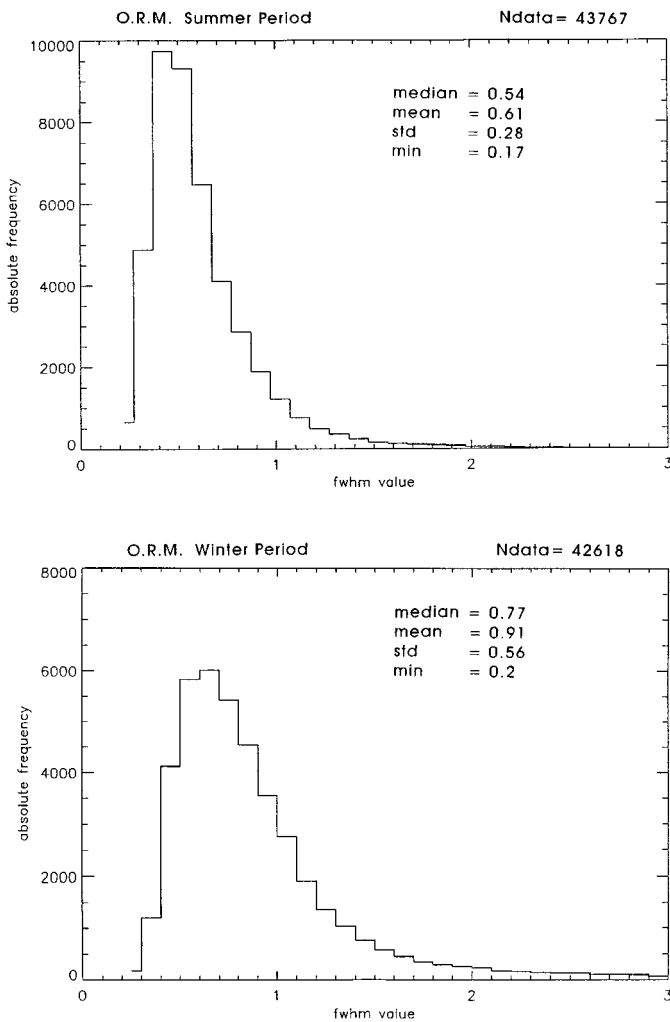 O.R.M. Summer Period Ndata= 43767
10000
8000
6000
4000
2000
0
absolute frequency
median = 0.54
mean = 0.61
std = 0.28
min = 0.17
0 1 2 3
fwhm value
O.R.M. Winter Period Ndata= 42618
8000
6000
4000
2000
0
absolute frequency
median = 0.77
mean = 0.91
std = 0.56
min = 0.2
0 1 2 3
fwhm value